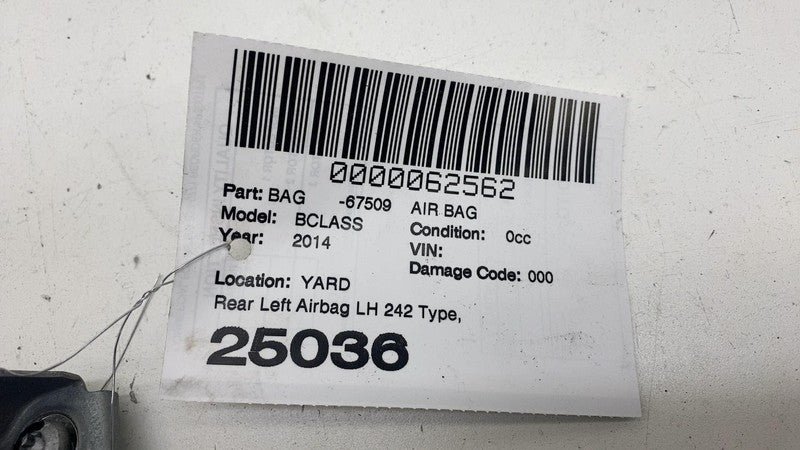 0000062562
Part: BAG -67509 AIR BAG
Model: BCLASS Condition: 0cc
Year: 2014 VIN:
Damage Code: 000
Location: YARD
Rear Left Airbag LH 242 Type,
25036